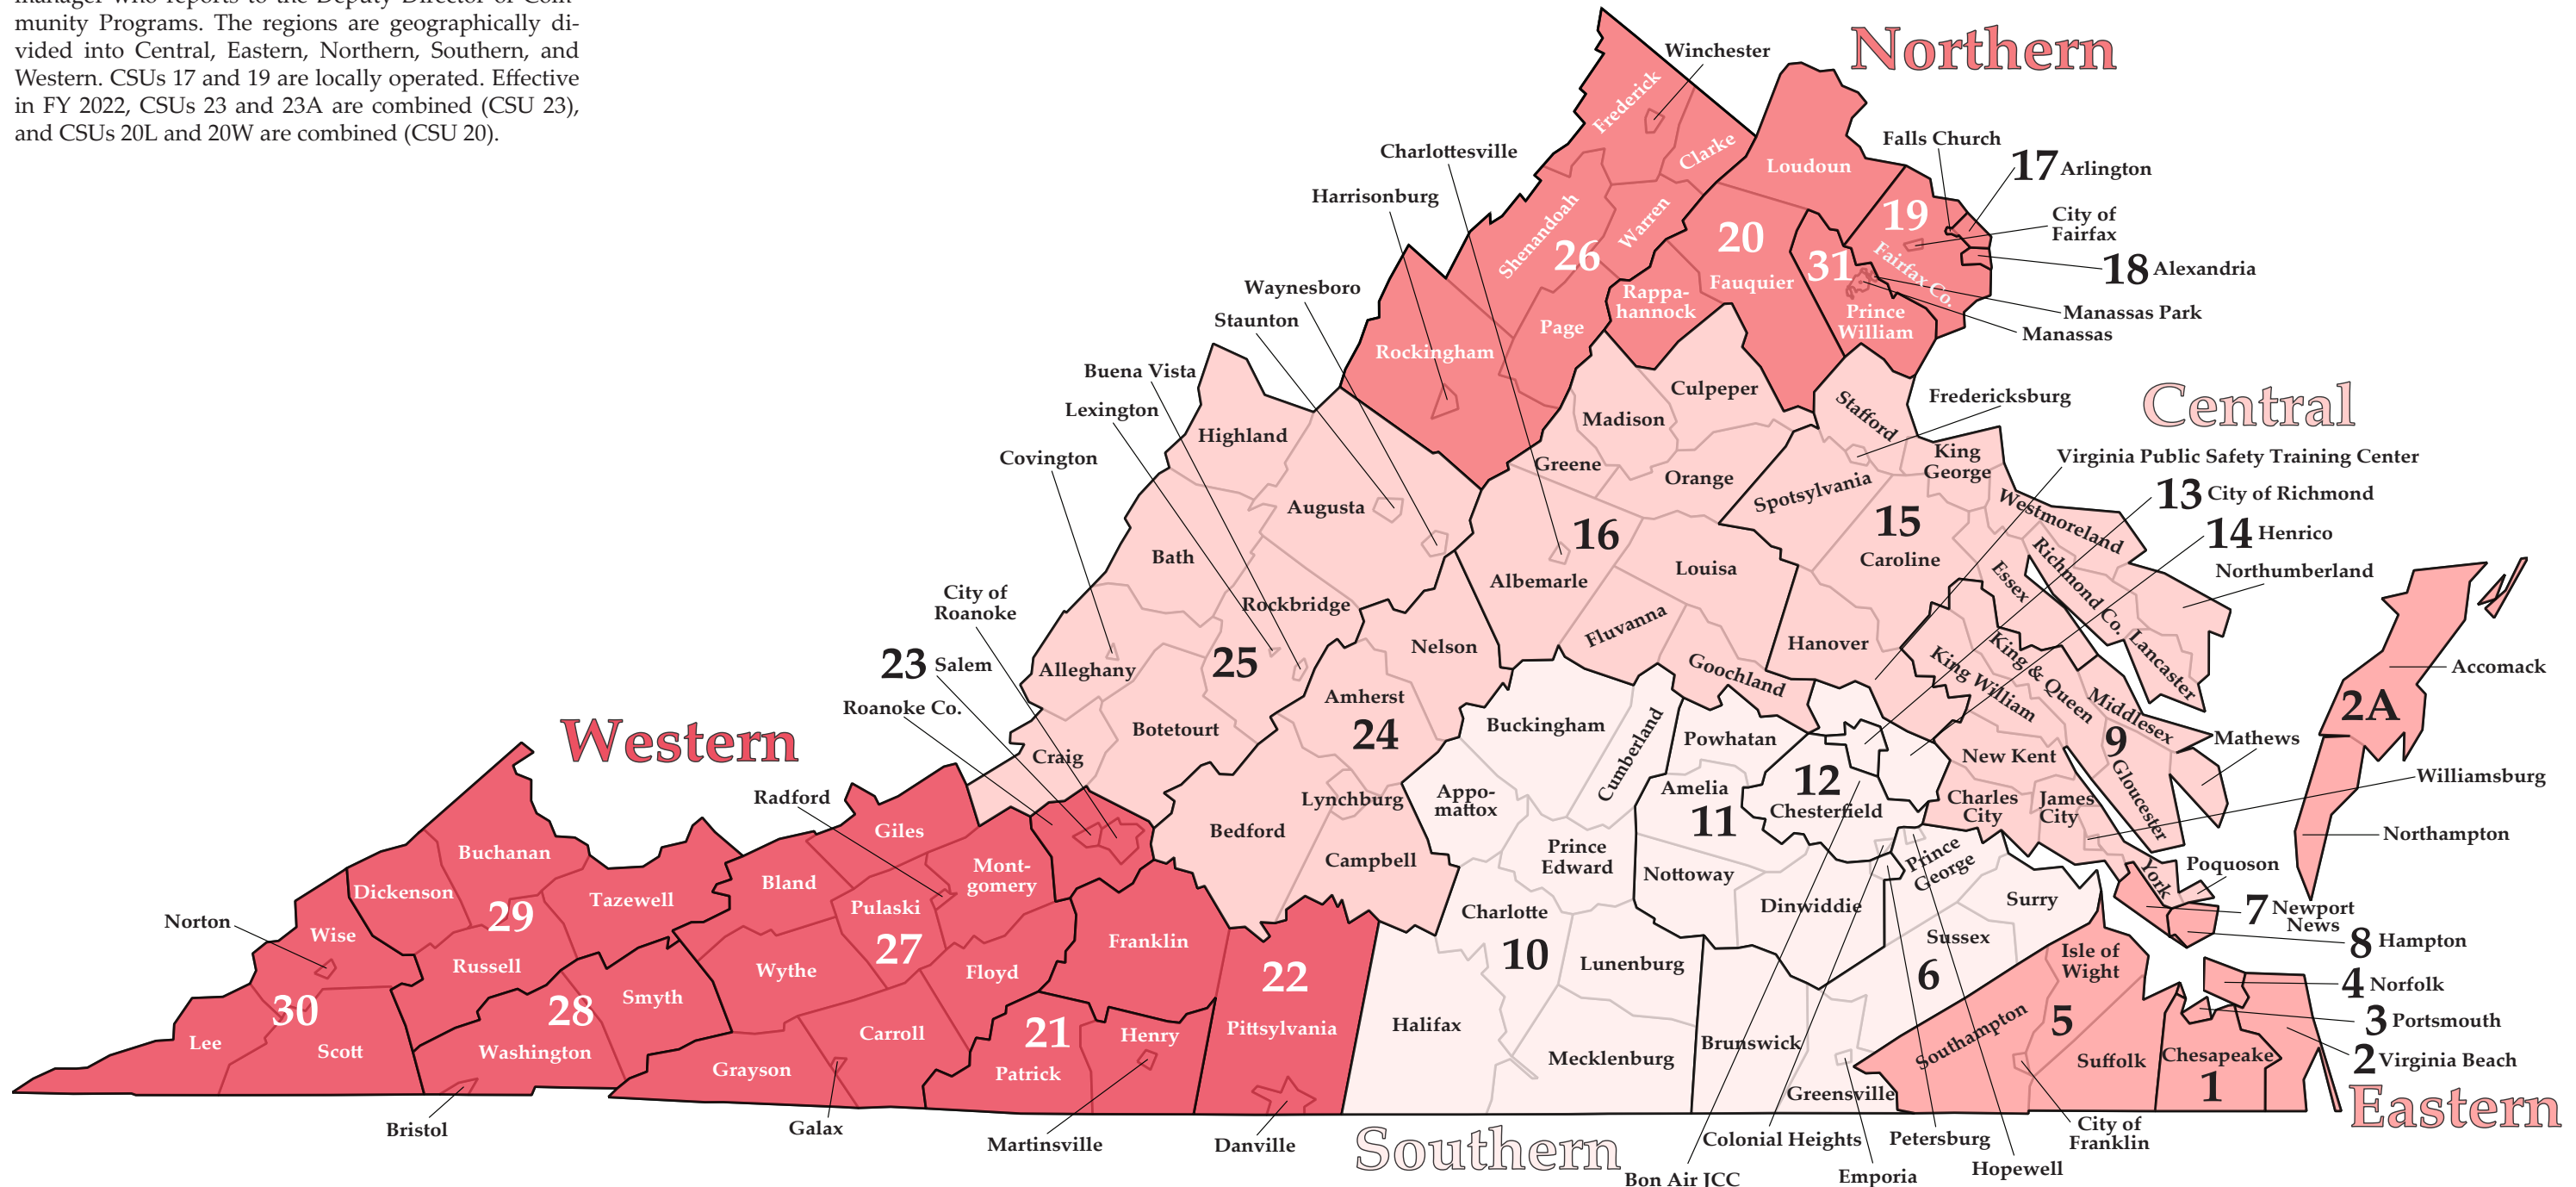 manager who reports to the Deputy Director of Com-
munity Programs. The regions are geographically di-
vided into Central, Eastern, Northern, Southern, and
Western. CSUs 17 and 19 are locally operated. Effective
in FY 2022, CSUs 23 and 23A are combined (CSU 23),
and CSUs 20L and 20W are combined (CSU 20).
Northern
Winchester
Frederick
Clarke
Loudoun
Falls Church
17 Arlington
19
City of
Fairfax
Fairfax Co.
18 Alexandria
Charlottesville
Harrisonburg
Shenandoah
Warren
26
20
Fauquier
31
Prince
William
Manassas Park
Manassas
Rappa-
hannock
Page
Rockingham
Waynesboro
Staunton
Buena Vista
Lexington
Covington
Central
Culpeper
Madison
Stafford
Fredericksburg
Greene
Orange
King
George
Spotsylvania
Westmoreland
Virginia Public Safety Training Center
13 City of Richmond
14 Henrico
Northumberland
Highland
Augusta
Bath
16
Albemarle
Louisa
15
Caroline
Essex
Richmond Co.
Lancaster
Rockbridge
Nelson
Fluvanna
Goochland
Hanover
King William
King & Queen
Middlesex
Accomack
2A
City of
Roanoke
23 Salem
Roanoke Co.
Alleghany
25
Botetourt
Craig
Amherst
24
Lynchburg
Bedford
Campbell
Buckingham
Cumberland
Appo-
mattox
Prince
Edward
Powhatan
Amelia
11
Nottoway
12
Chesterfield
New Kent
Charles
City
James
City
9
Gloucester
Mathews
Williamsburg
Northampton
York
Poquoson
7 Newport
News
8 Hampton
4 Norfolk
3 Portsmouth
2 Virginia Beach
Western
Radford
Giles
Mont-
gomery
Bland
Pulaski
27
Wythe
Floyd
Carroll
Grayson
Buchanan
Dickenson
29
Tazewell
Russell
Norton
Wise
30
Lee
Scott
28
Smyth
Washington
Bristol
Galax
Franklin
21
Patrick
Henry
Martinsville
22
Pittsylvania
Danville
Charlotte
10
Lunenburg
Halifax
Mecklenburg
Dinwiddie
Prince
George
Surry
Sussex
6
Brunswick
Greensville
Isle of
Wight
5
Southampton
Suffolk
Chesapeake
1
Eastern
Southern
Bon Air JCC
Colonial Heights
Emporia
Petersburg
Hopewell
City of
Franklin